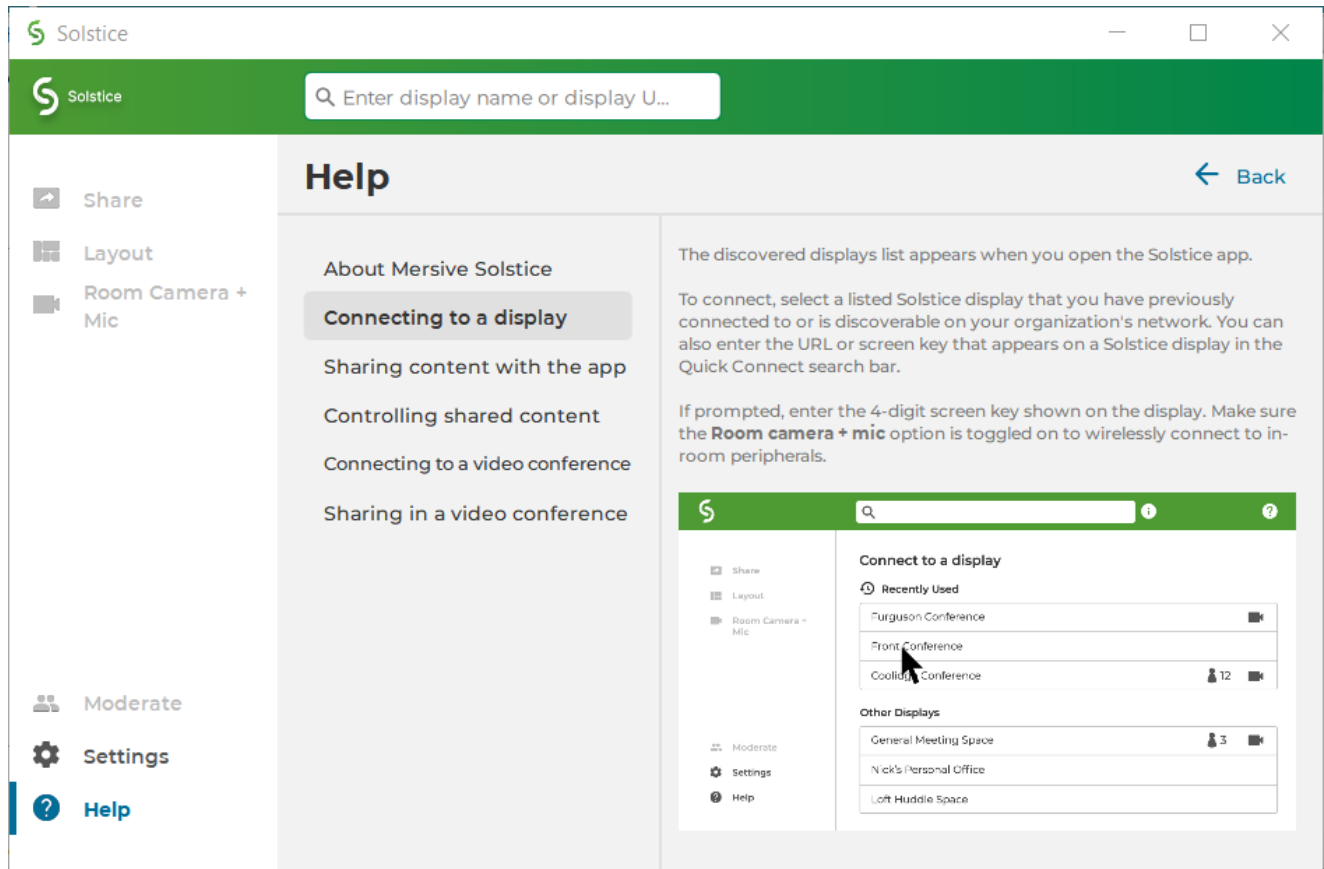 Solstice
Solstice
Enter display name or display U...
Share
Layout
Room Camera +
Mic
Moderate
Settings
Help
Help
Back
About Mersive Solstice
Connecting to a display
Sharing content with the app
Controlling shared content
Connecting to a video conference
Sharing in a video conference
The discovered displays list appears when you open the Solstice app.
To connect, select a listed Solstice display that you have previously
connected to or is discoverable on your organization's network. You can
also enter the URL or screen key that appears on a Solstice display in the
Quick Connect search bar.
If prompted, enter the 4-digit screen key shown on the display. Make sure
the Room camera + mic option is toggled on to wirelessly connect to in-
room peripherals.
Share
Layout
Room Camera +
Mic
Moderate
Settings
Help
Connect to a display
Recently Used
Furguson Conference
Front Conference
Coolidge Conference 12
Other Displays
General Meeting Space 3
Nick's Personal Office
Loft Huddle Space